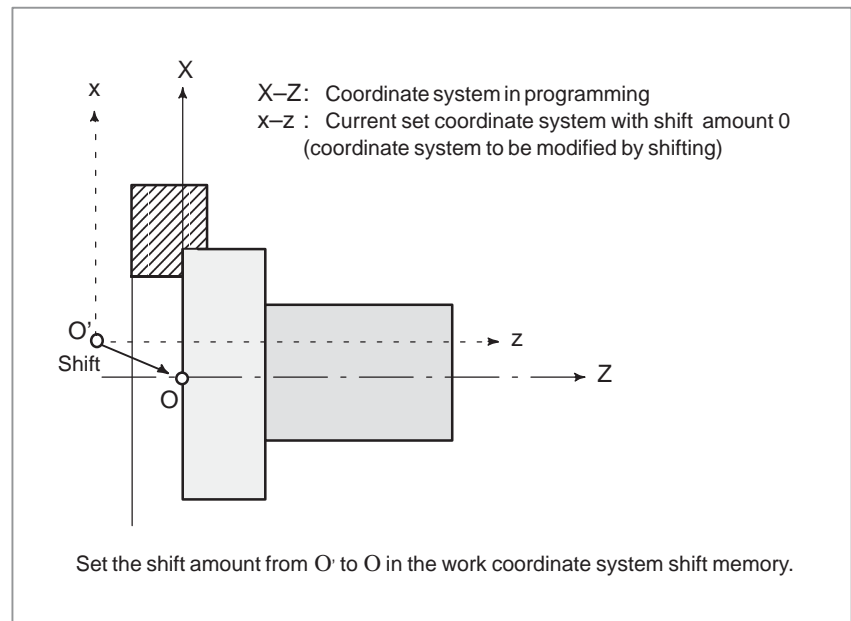 X
x
X–Z: Coordinate system in programming
x–z : Current set coordinate system with shift amount 0
(coordinate system to be modified by shifting)
O'
z
Shift
Z
O
Set the shift amount from O' to O in the work coordinate system shift memory.